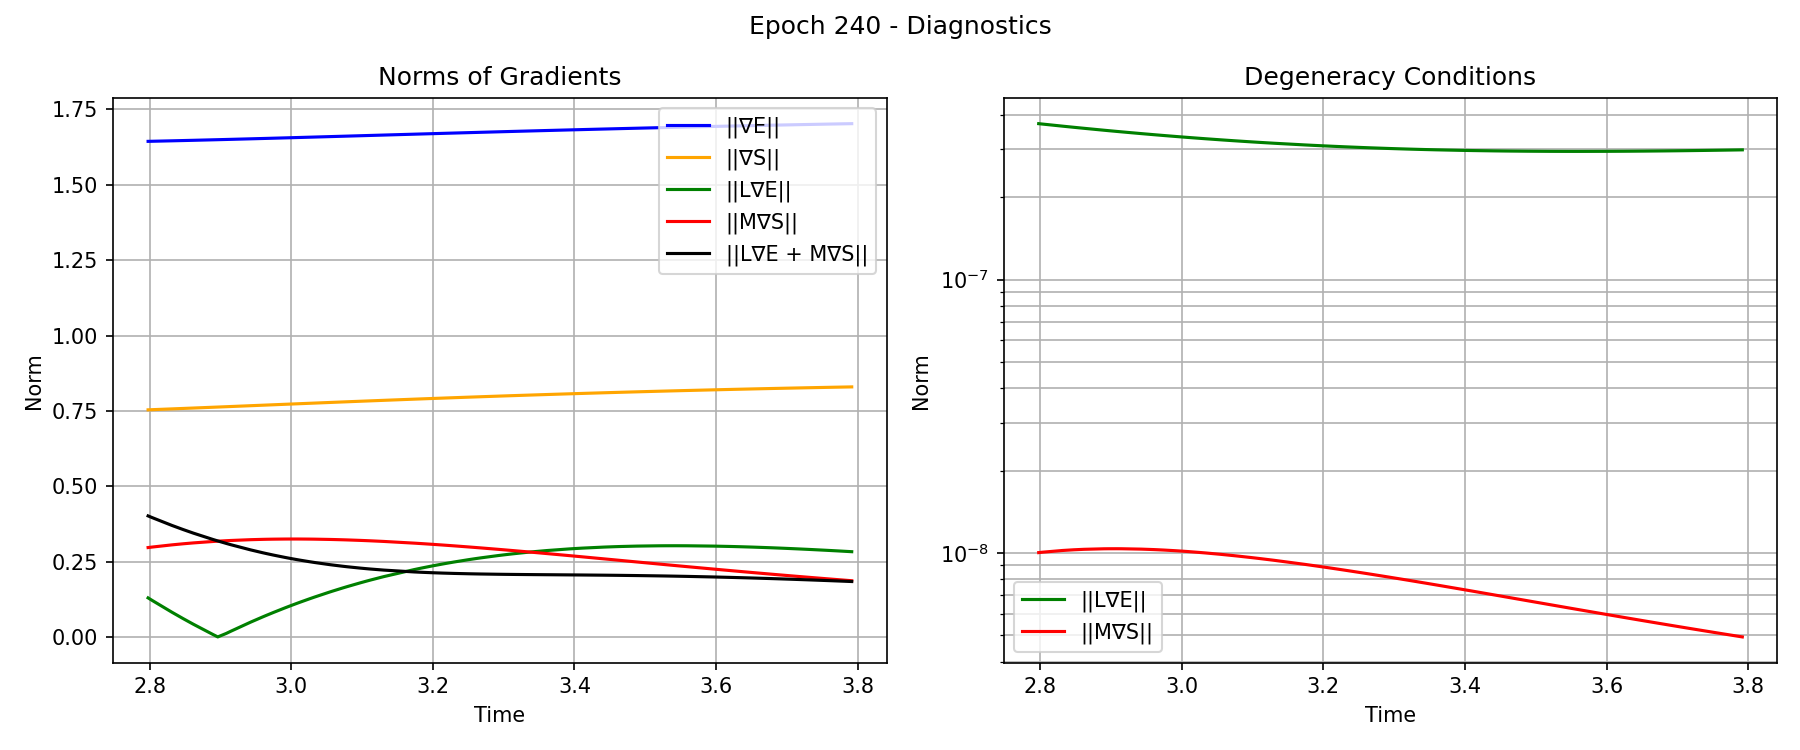 Epoch 240 - Diagnostics
Norms of Gradients
1.75
1.50
1.25
1.00
0.75
0.50
0.25
0.00
Norm
||∇E||
||∇S||
||L∇E||
||M∇S||
||L∇E + M∇S||
2.8 3.0 3.2 3.4 3.6 3.8
Time
Degeneracy Conditions
10⁻⁷
10⁻⁸
Norm
||L∇E||
||M∇S||
2.8 3.0 3.2 3.4 3.6 3.8
Time